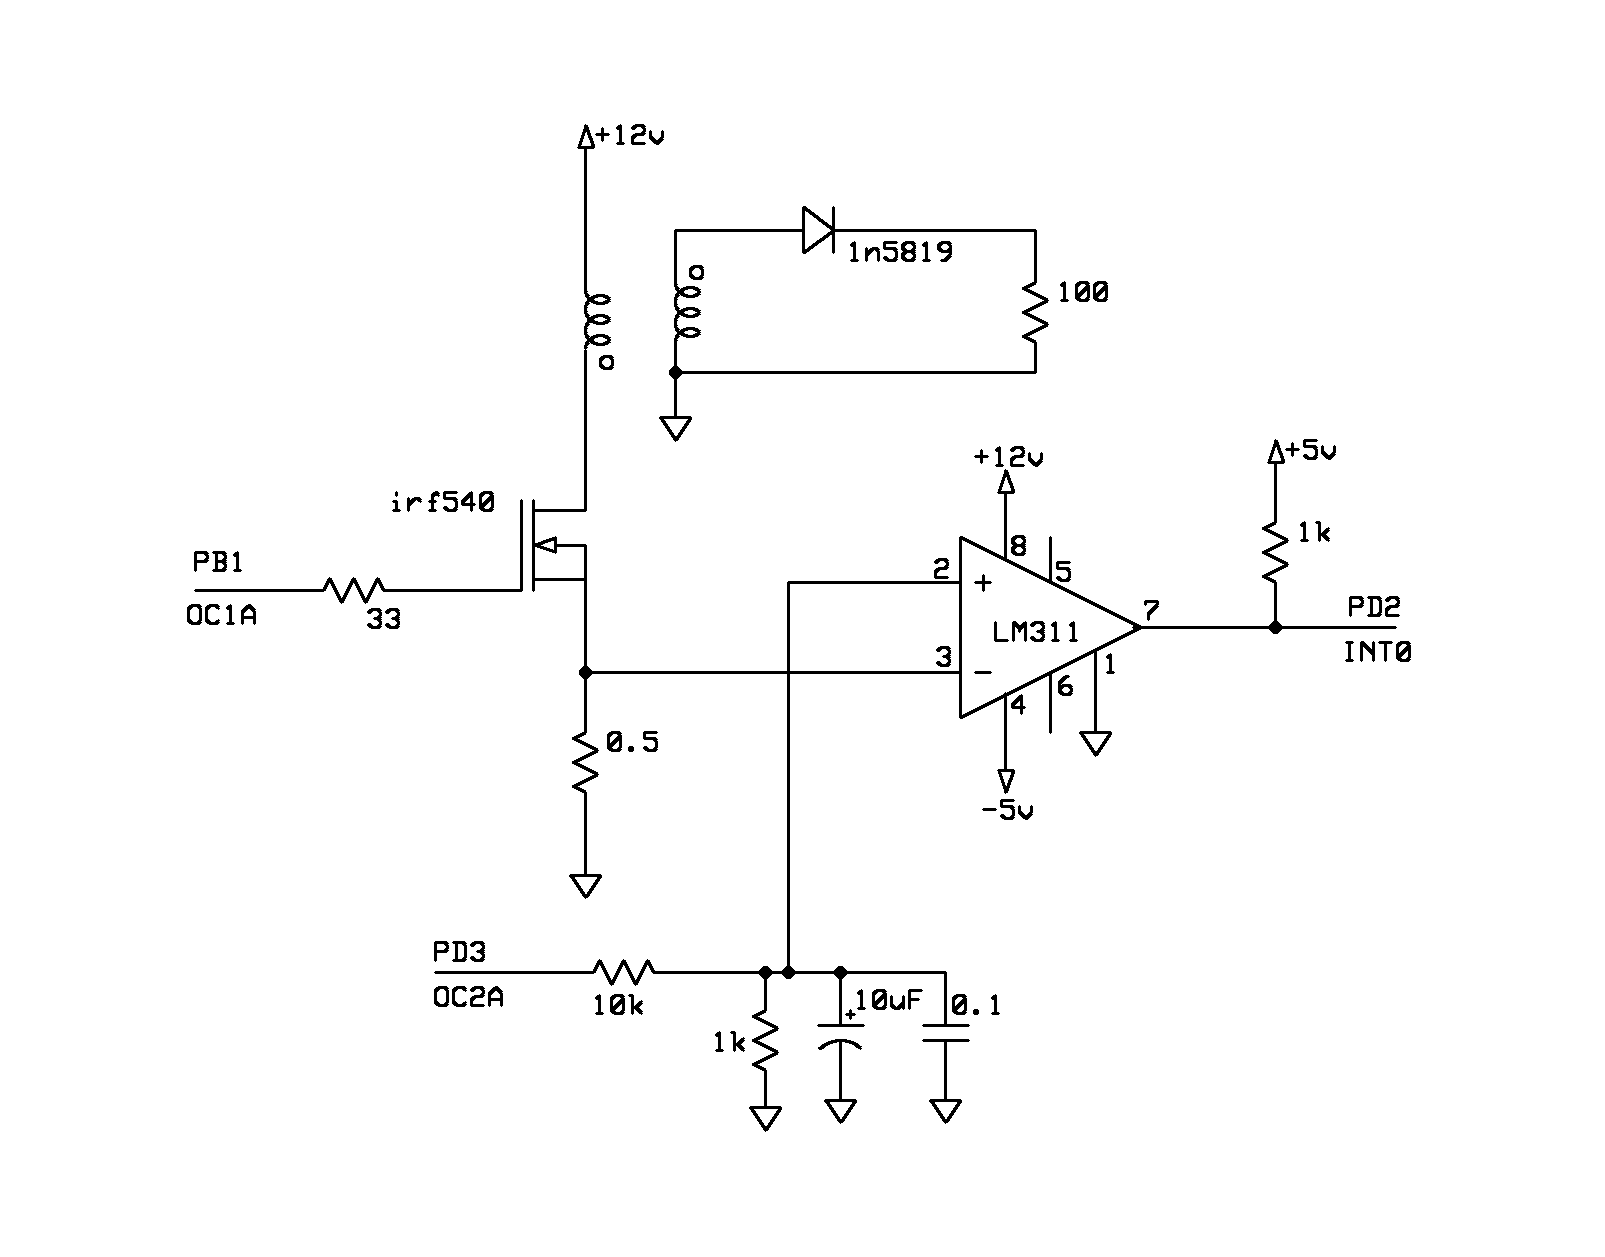 +12v
1n5819
100
irf540
PB1
OC1A
33
+12v
+5v
8
5
1k
2
+
7
LM311
PD2
INT0
3
-
1
6
4
0.5
-5v
PD3
OC2A
10k
+
10uF
0.1
1k